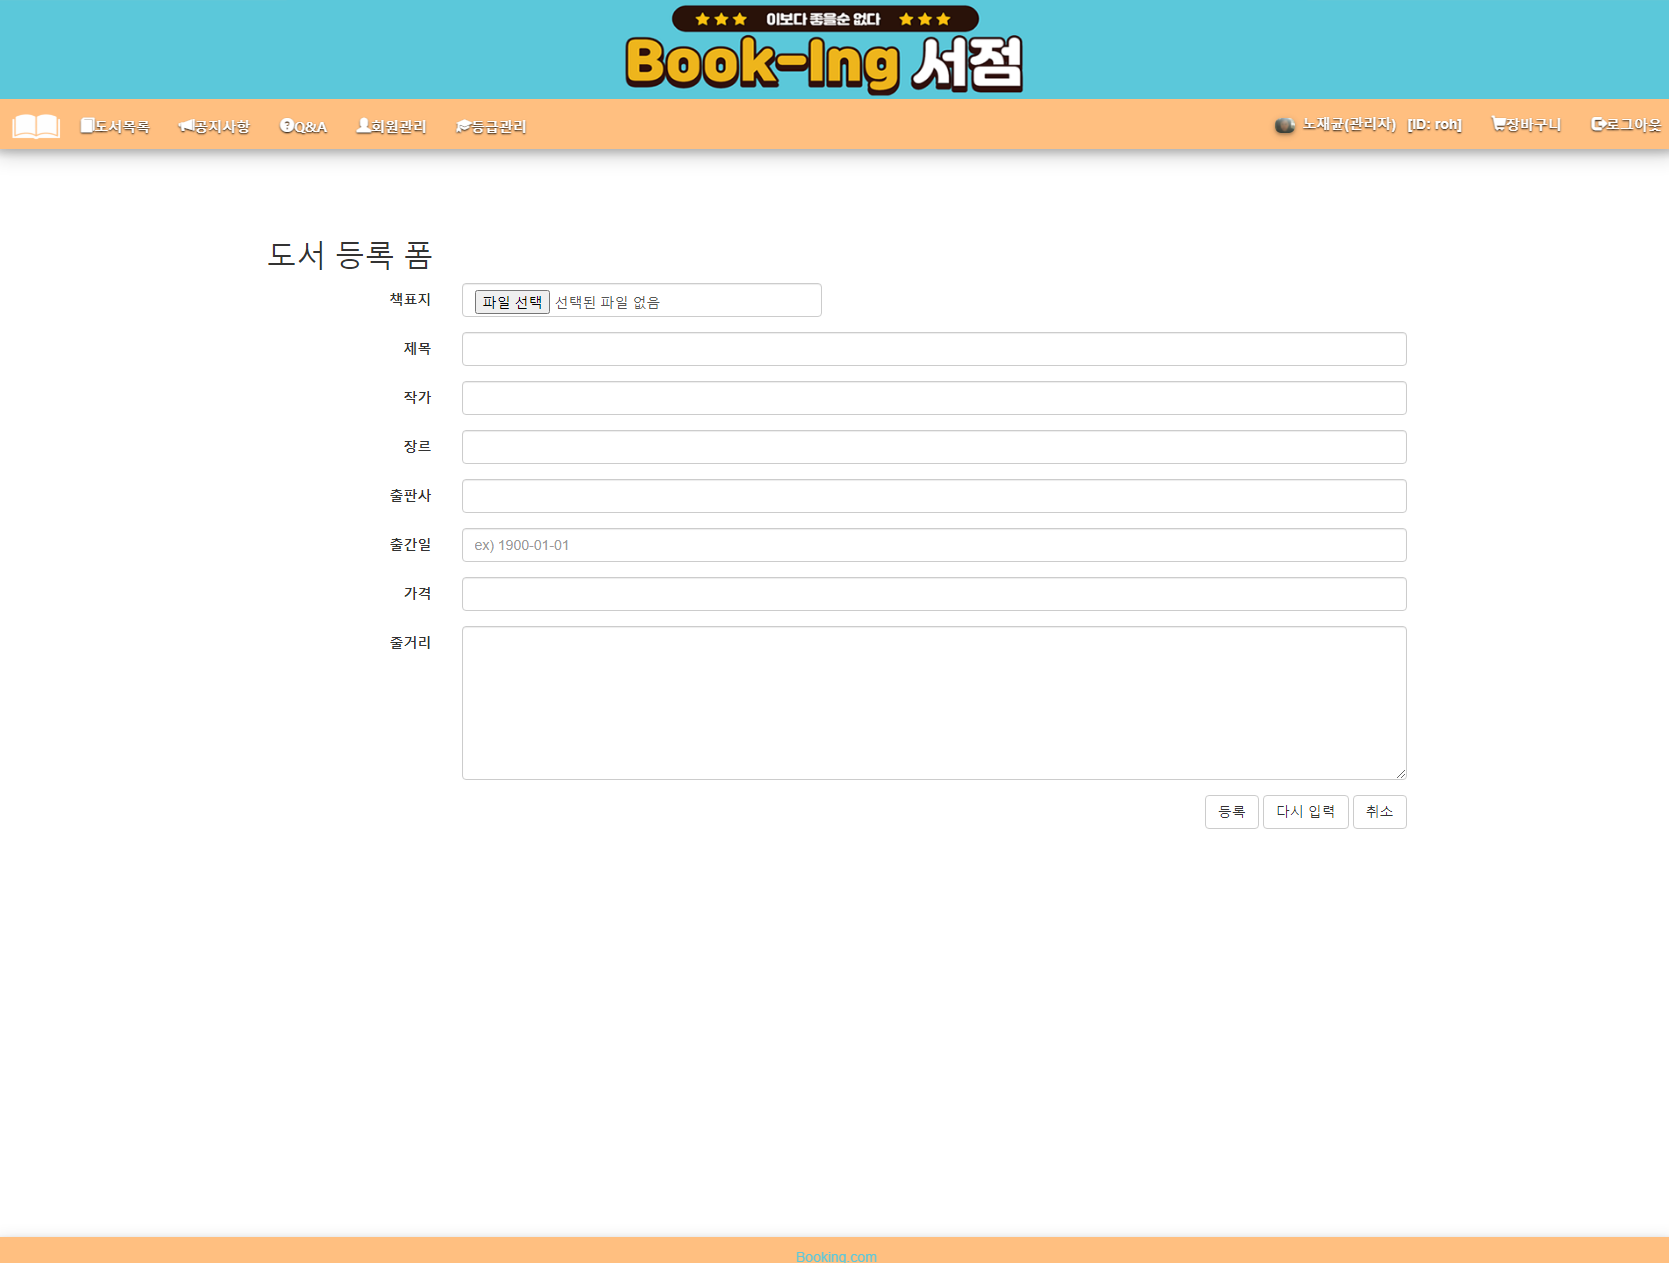 이보다 좋을순 없다
Book-Ing 서점
도서목록 공지사항 Q&A 회원관리 등급관리 노재균(관리자) [ID: roh] 장바구니 로그아웃
도서 등록 폼
책표지 파일 선택 선택된 파일 없음
제목
작가
장르
출판사
출간일 ex) 1900-01-01
가격
줄거리
등록 다시 입력 취소
Booking.com